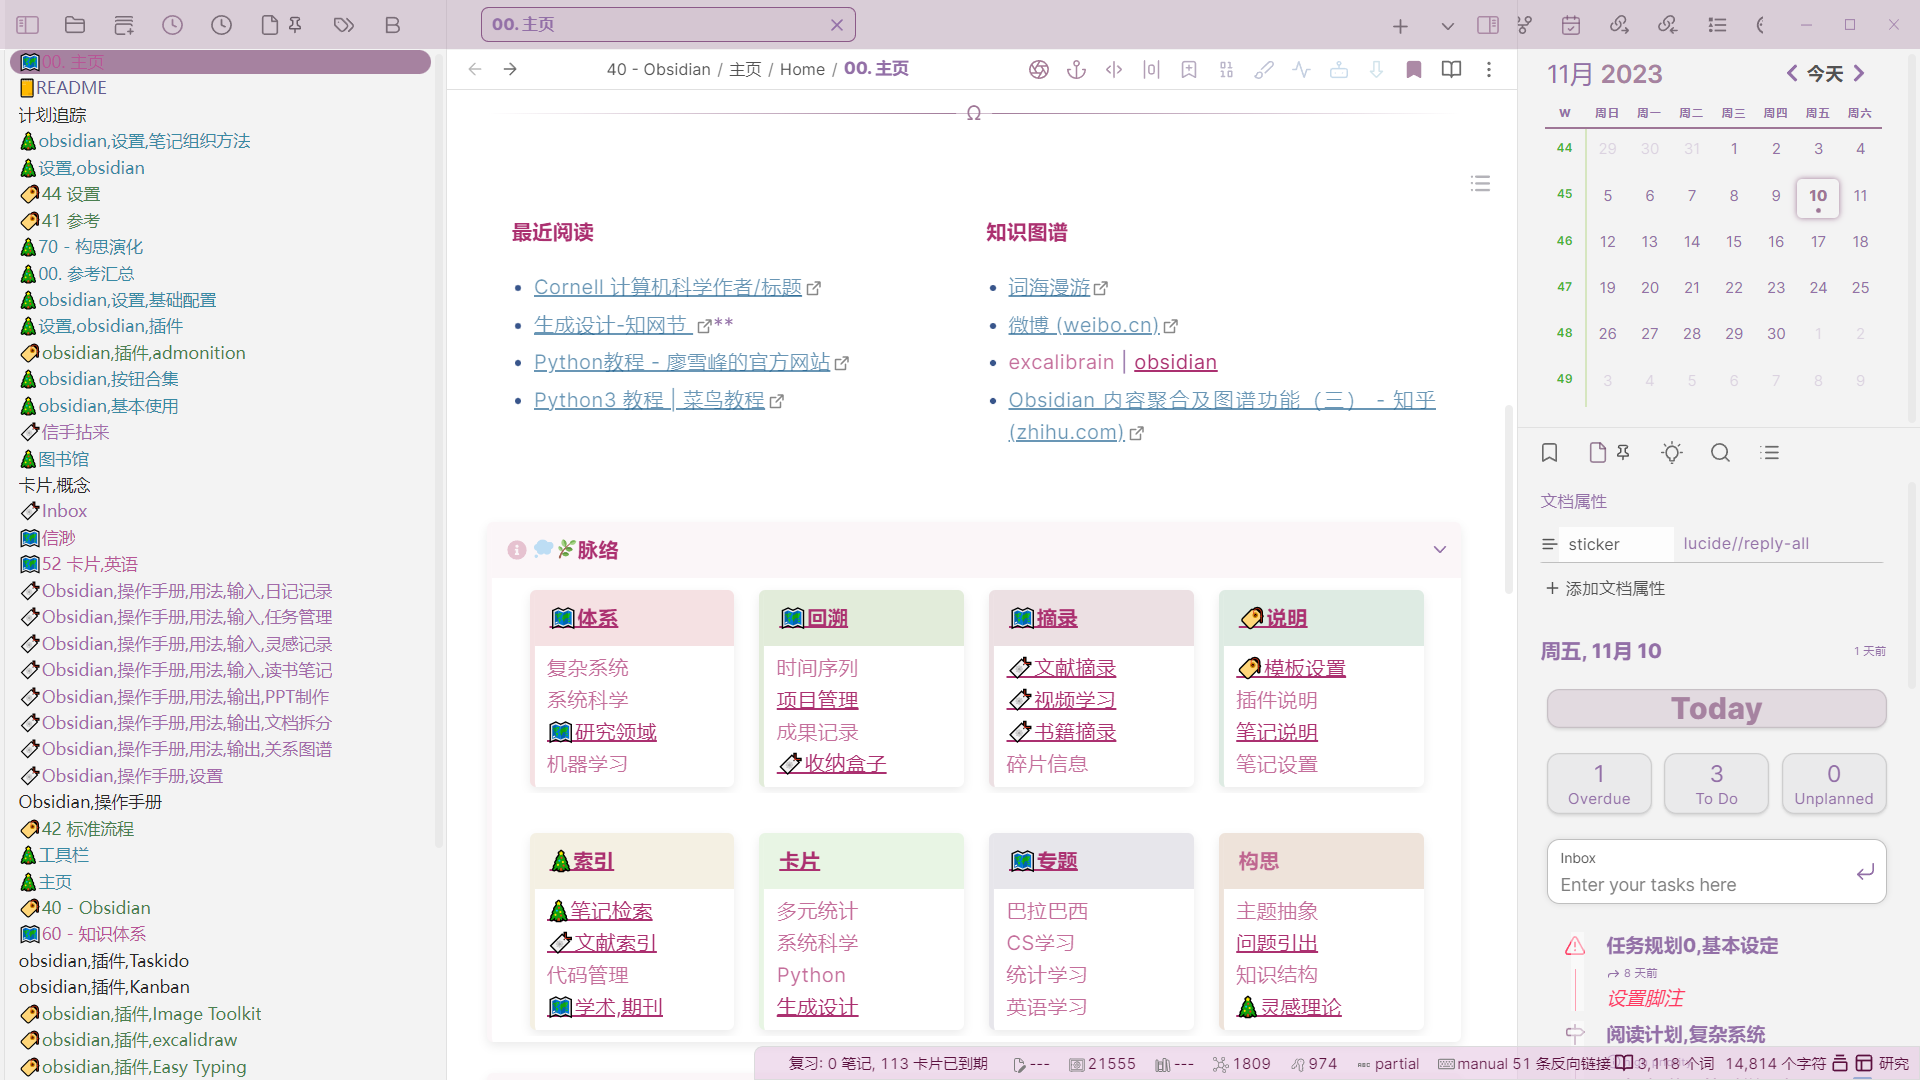 00. 主页
00. 主页
README
计划追踪
obsidian,设置,笔记组织方法
设置,obsidian
44 设置
41 参考
70 - 构思演化
00. 参考汇总
obsidian,设置,基础配置
设置,obsidian,插件
obsidian,插件,admonition
obsidian,按钮合集
obsidian,基本使用
信手拈来
图书馆
卡片,概念
Inbox
信渺
52 卡片,英语
Obsidian,操作手册,用法,输入,日记记录
Obsidian,操作手册,用法,输入,任务管理
Obsidian,操作手册,用法,输入,灵感记录
Obsidian,操作手册,用法,输入,读书笔记
Obsidian,操作手册,用法,输出,PPT制作
Obsidian,操作手册,用法,输出,文档拆分
Obsidian,操作手册,用法,输出,关系图谱
Obsidian,操作手册,设置
Obsidian,操作手册
42 标准流程
工具栏
主页
40 - Obsidian
60 - 知识体系
obsidian,插件,Taskido
obsidian,插件,Kanban
obsidian,插件,Image Toolkit
obsidian,插件,excalidraw
obsidian,插件,Easy Typing
40 - Obsidian / 主页 / Home / 00. 主页
最近阅读
Cornell 计算机科学作者/标题
生成设计-知网节 **
Python教程 - 廖雪峰的官方网站
Python3 教程 | 菜鸟教程
知识图谱
词海漫游
微博 (weibo.cn)
excalibrain | obsidian
Obsidian 内容聚合及图谱功能（三） - 知乎
(zhihu.com)
脉络
体系
复杂系统
系统科学
研究领域
机器学习
回溯
时间序列
项目管理
成果记录
收纳盒子
摘录
文献摘录
视频学习
书籍摘录
碎片信息
说明
模板设置
插件说明
笔记说明
笔记设置
索引
笔记检索
文献索引
代码管理
学术,期刊
卡片
多元统计
系统科学
Python
生成设计
专题
巴拉巴西
CS学习
统计学习
英语学习
构思
主题抽象
问题引出
知识结构
灵感理论
11月 2023
今天
W 周日 周一 周二 周三 周四 周五 周六
44 29 30 31 1 2 3 4
45 5 6 7 8 9 10 11
46 12 13 14 15 16 17 18
47 19 20 21 22 23 24 25
48 26 27 28 29 30 1 2
49 3 4 5 6 7 8 9
文档属性
sticker lucide//reply-all
添加文档属性
周五, 11月 10 1 天前
Today
1 3 0
Overdue To Do Unplanned
Inbox
Enter your tasks here
任务规划0,基本设定
8 天前
设置脚注
阅读计划,复杂系统
复习: 0 笔记, 113 卡片已到期 --- 21555 --- 1809 974 partial manual 51 条反向链接 3,118 个词 14,814 个字符 研究